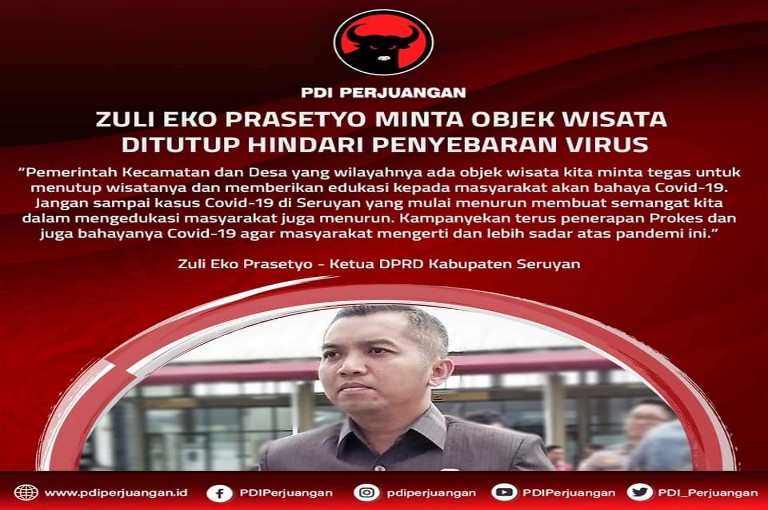 PDI PERJUANGAN
ZULI EKO PRASETYO MINTA OBJEK WISATA
DITUTUP HINDARI PENYEBARAN VIRUS
"Pemerintah Kecamatan dan Desa yang wilayahnya ada objek wisata kita minta tegas untuk
menutup wisatanya dan memberikan edukasi kepada masyarakat akan bahaya Covid-19.
Jangan sampai kasus Covid-19 di Seruyan yang mulai menurun membuat semangat kita
dalam mengedukasi masyarakat juga menurun. Kampanyekan terus penerapan Prokes dan
juga bahayanya Covid-19 agar masyarakat mengerti dan lebih sadar atas pandemi ini."
Zuli Eko Prasetyo - Ketua DPRD Kabupaten Seruyan
www.pdiperjuangan.id PDIPerjuangan pdiperjuangan PDIPerjuangan PDI_Perjuangan